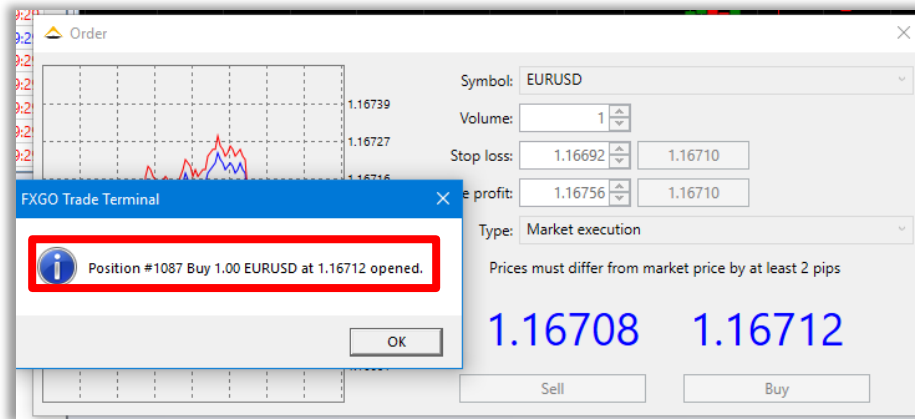 Order
Symbol: EURUSD
Volume: 1
Stop loss: 1.16692 1.16710
e profit: 1.16756 1.16710
Type: Market execution
Prices must differ from market price by at least 2 pips
1.16708 1.16712
Sell Buy
1.16739
1.16727
1.16716
FXGO Trade Terminal
Position #1087 Buy 1.00 EURUSD at 1.16712 opened.
OK